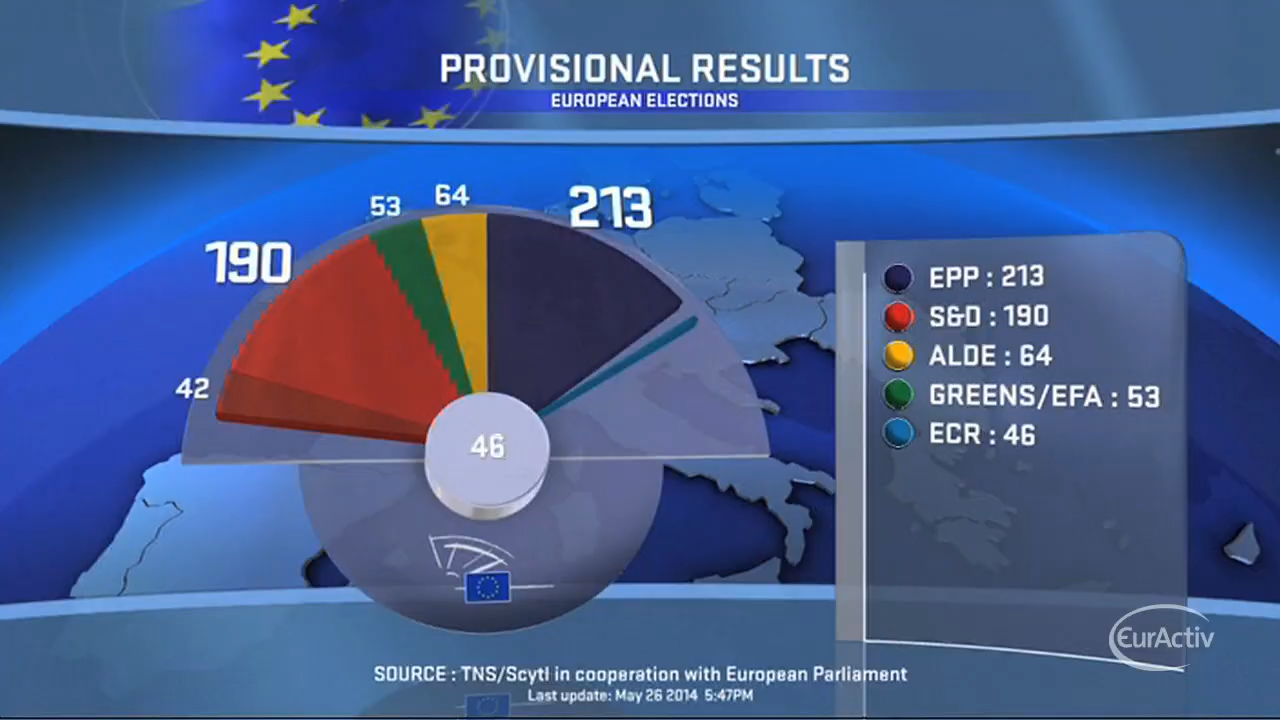 PROVISIONAL RESULTS
EUROPEAN ELECTIONS
53
64
213
190
42
46
EPP : 213
S&D : 190
ALDE : 64
GREENS/EFA : 53
ECR : 46
EurActiv
SOURCE : TNS/Scytl in cooperation with European Parliament
Last update: May 26 2014 5:47PM